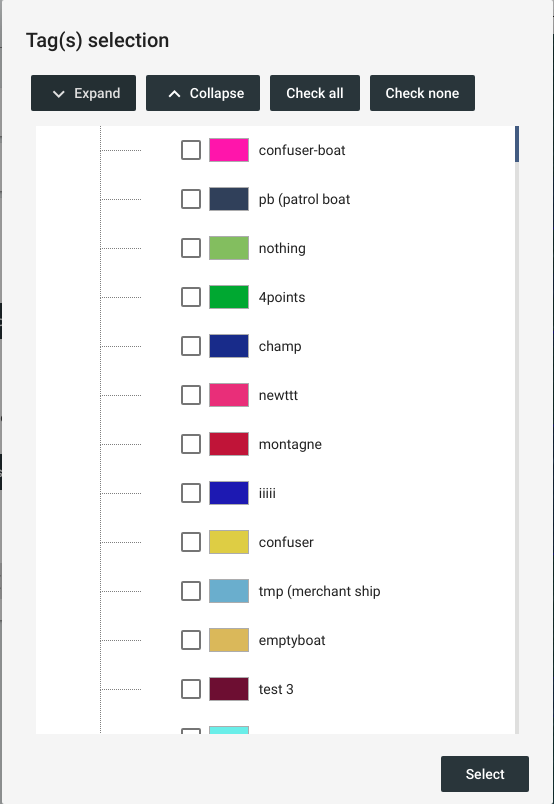 Tag(s) selection
Expand
Collapse
Check all
Check none
confuser-boat
pb (patrol boat
nothing
4points
champ
newttt
montagne
iiiii
confuser
tmp (merchant ship
emptyboat
test 3
Select